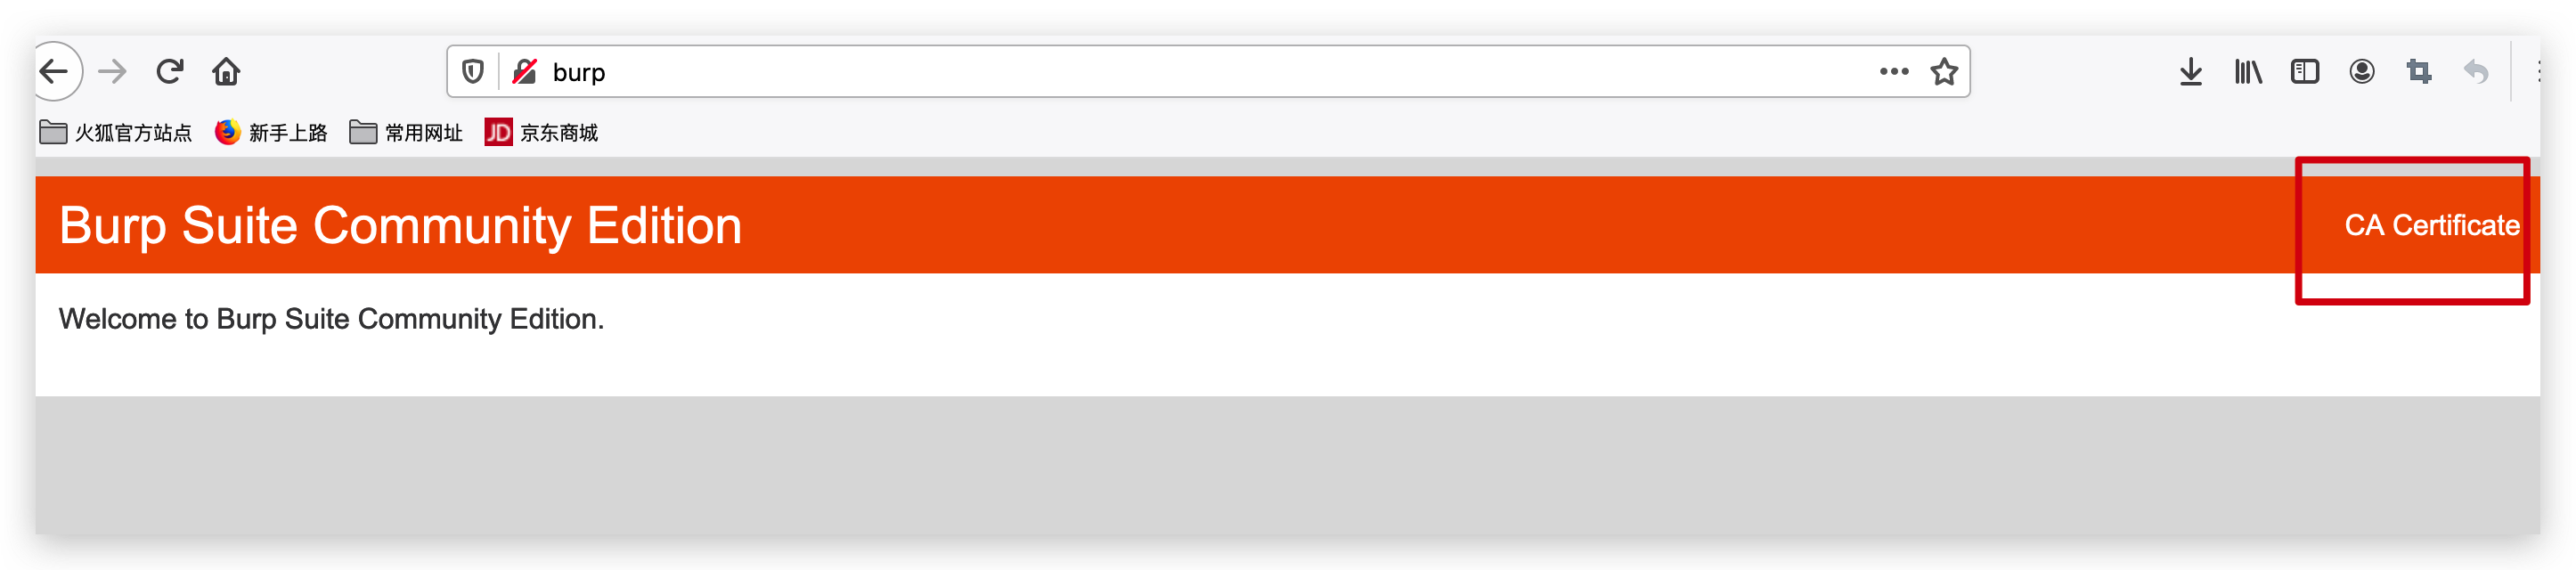 burp
火狐官方站点 新手上路 常用网址 JD 京东商城
Burp Suite Community Edition CA Certificate
Welcome to Burp Suite Community Edition.